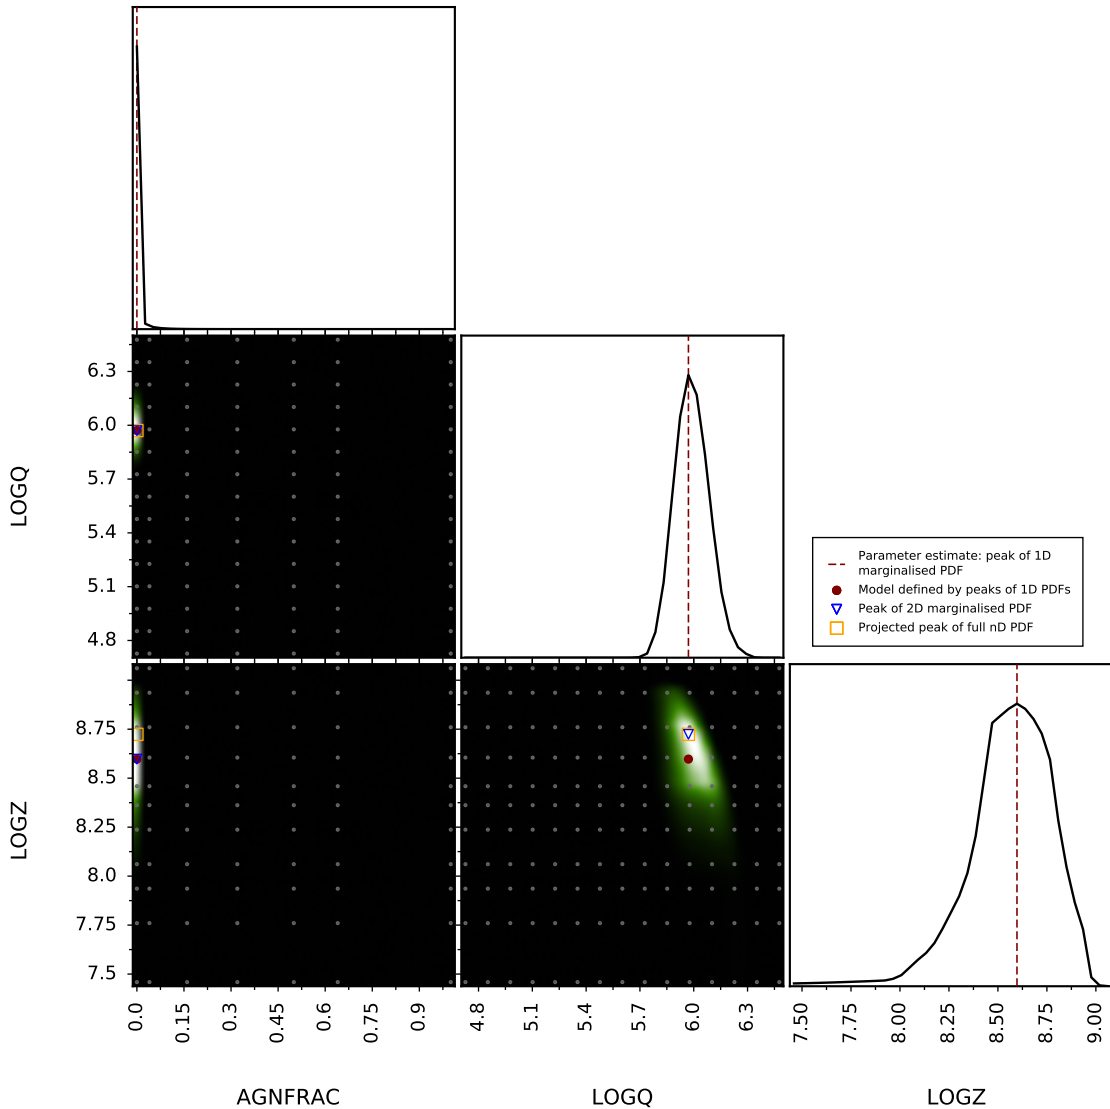 6.3
6.0
5.7
5.4
5.1
4.8
LOGQ
Parameter estimate: peak of 1D
marginalised PDF
Model defined by peaks of 1D PDFs
Peak of 2D marginalised PDF
Projected peak of full nD PDF
8.75
8.5
8.25
8.0
7.75
7.5
LOGZ
0.0 0.15 0.3 0.45 0.6 0.75 0.9
4.8 5.1 5.4 5.7 6.0 6.3
7.50 7.75 8.00 8.25 8.50 8.75 9.00
AGNFRAC LOGQ LOGZ